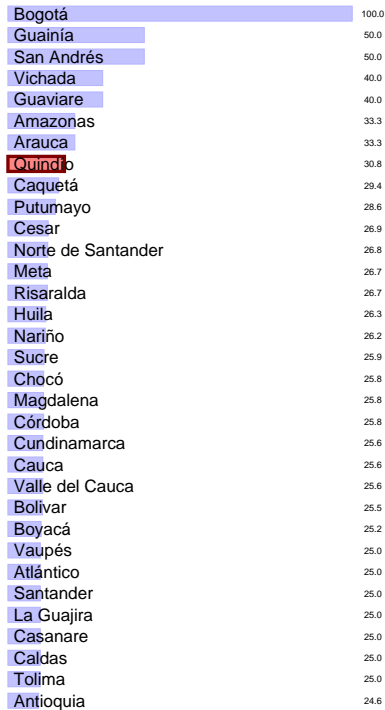 Bogotá 100.0
Guainía 50.0
San Andrés 50.0
Vichada 40.0
Guaviare 40.0
Amazonas 33.3
Arauca 33.3
Quindío 30.8
Caquetá 29.4
Putumayo 28.6
Cesar 26.9
Norte de Santander 26.8
Meta 26.7
Risaralda 26.7
Huila 26.3
Nariño 26.2
Sucre 25.9
Chocó 25.8
Magdalena 25.8
Córdoba 25.8
Cundinamarca 25.6
Cauca 25.6
Valle del Cauca 25.6
Bolivar 25.5
Boyacá 25.2
Vaupés 25.0
Atlántico 25.0
Santander 25.0
La Guajira 25.0
Casanare 25.0
Caldas 25.0
Tolima 25.0
Antioquia 24.6